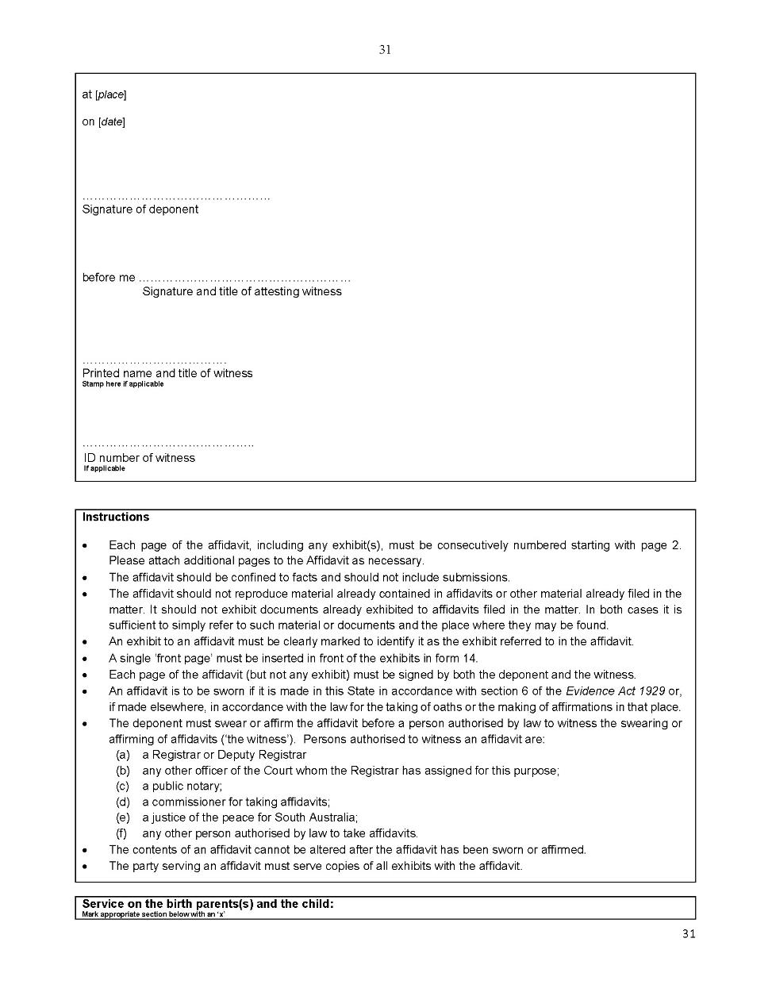 31
at [place]
on [date]
…………………………………………
Signature of deponent
before me ………………………………………………
Signature and title of attesting witness
……………………………….
Printed name and title of witness
Stamp here if applicable
……………………………………..
ID number of witness
If applicable
Instructions
• Each page of the affidavit, including any exhibit(s), must be consecutively numbered starting with page 2.
Please attach additional pages to the Affidavit as necessary.
• The affidavit should be confined to facts and should not include submissions.
• The affidavit should not reproduce material already contained in affidavits or other material already filed in the
matter. It should not exhibit documents already exhibited to affidavits filed in the matter. In both cases it is
sufficient to simply refer to such material or documents and the place where they may be found.
• An exhibit to an affidavit must be clearly marked to identify it as the exhibit referred to in the affidavit.
• A single ‘front page’ must be inserted in front of the exhibits in form 14.
• Each page of the affidavit (but not any exhibit) must be signed by both the deponent and the witness.
• An affidavit is to be sworn if it is made in this State in accordance with section 6 of the Evidence Act 1929 or,
if made elsewhere, in accordance with the law for the taking of oaths or the making of affirmations in that place.
• The deponent must swear or affirm the affidavit before a person authorised by law to witness the swearing or
affirming of affidavits (‘the witness’). Persons authorised to witness an affidavit are:
(a) a Registrar or Deputy Registrar
(b) any other officer of the Court whom the Registrar has assigned for this purpose;
(c) a public notary;
(d) a commissioner for taking affidavits;
(e) a justice of the peace for South Australia;
(f) any other person authorised by law to take affidavits.
• The contents of an affidavit cannot be altered after the affidavit has been sworn or affirmed.
• The party serving an affidavit must serve copies of all exhibits with the affidavit.
Service on the birth parents(s) and the child:
Mark appropriate section below with an ‘x’
31